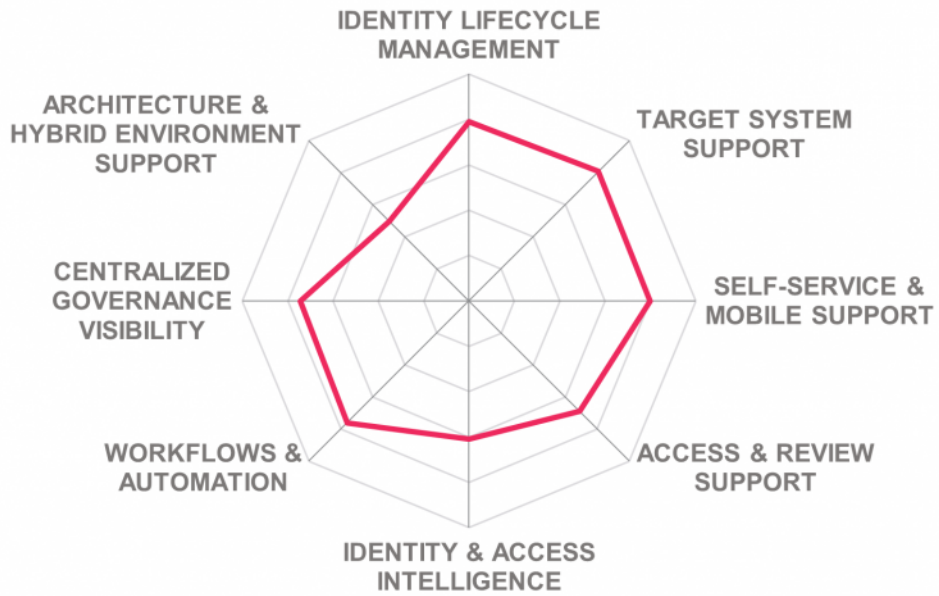 IDENTITY LIFECYCLE
MANAGEMENT
ARCHITECTURE &
HYBRID ENVIRONMENT
SUPPORT
TARGET SYSTEM
SUPPORT
CENTRALIZED
GOVERNANCE
VISIBILITY
SELF-SERVICE &
MOBILE SUPPORT
WORKFLOWS &
AUTOMATION
ACCESS & REVIEW
SUPPORT
IDENTITY & ACCESS
INTELLIGENCE